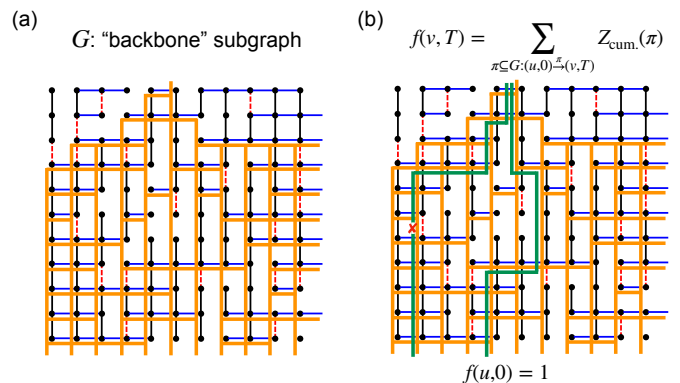 (a)
G: “backbone” subgraph
(b)
f(v, T) = ∑ Z_cum.(π)
π⊆G:(u,0)→^π(v,T)
x
f(u,0) = 1